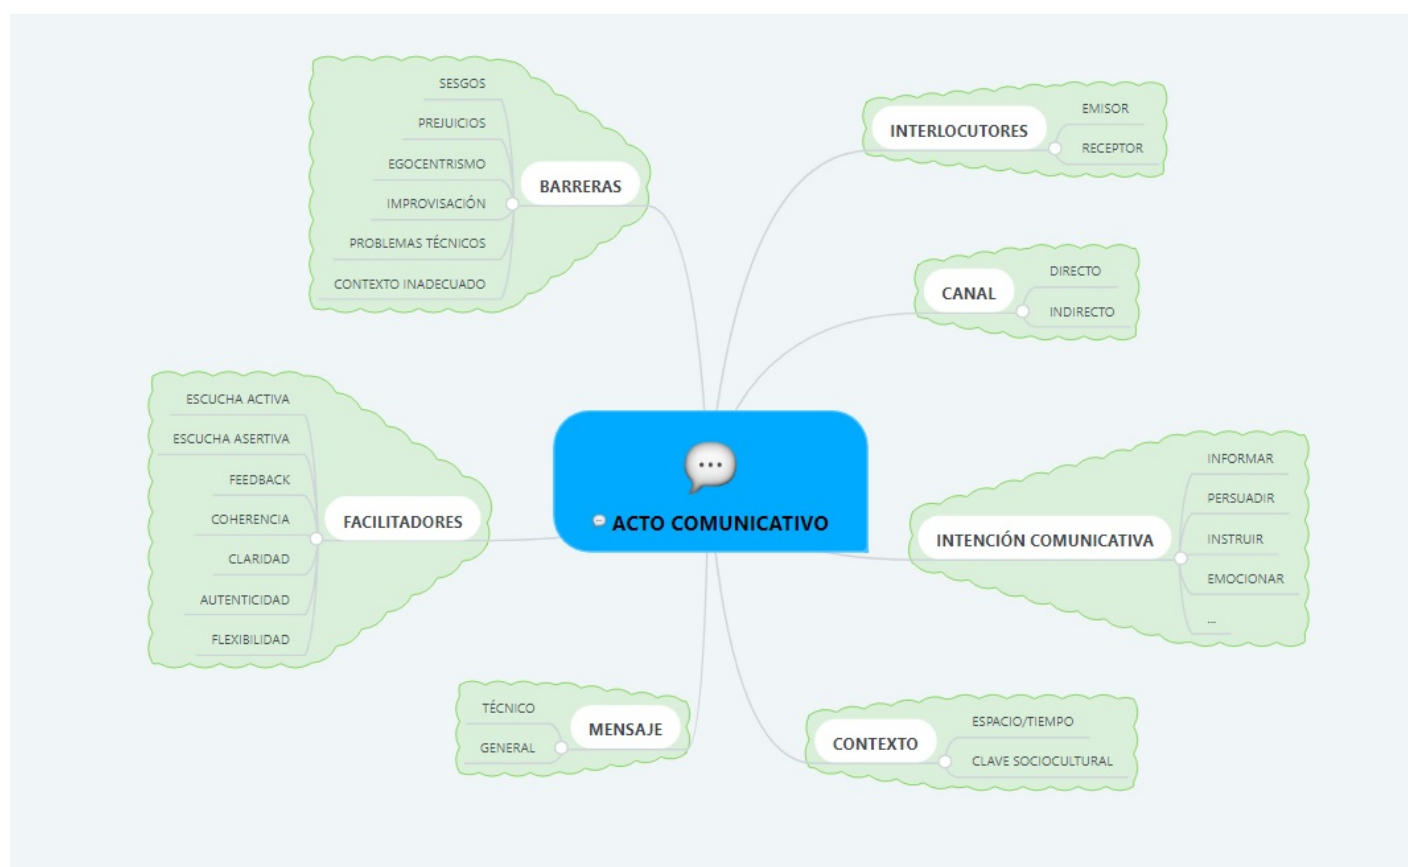 ACTO COMUNICATIVO
INTERLOCUTORES
EMISOR
RECEPTOR
CANAL
DIRECTO
INDIRECTO
INTENCIÓN COMUNICATIVA
INFORMAR
PERSUADIR
INSTRUIR
EMOCIONAR
...
CONTEXTO
ESPACIO/TIEMPO
CLAVE SOCIOCULTURAL
MENSAJE
TÉCNICO
GENERAL
FACILITADORES
ESCUCHA ACTIVA
ESCUCHA ASERTIVA
FEEDBACK
COHERENCIA
CLARIDAD
AUTENTICIDAD
FLEXIBILIDAD
BARRERAS
SESGOS
PREJUICIOS
EGOCENTRISMO
IMPROVISACIÓN
PROBLEMAS TÉCNICOS
CONTEXTO INADECUADO